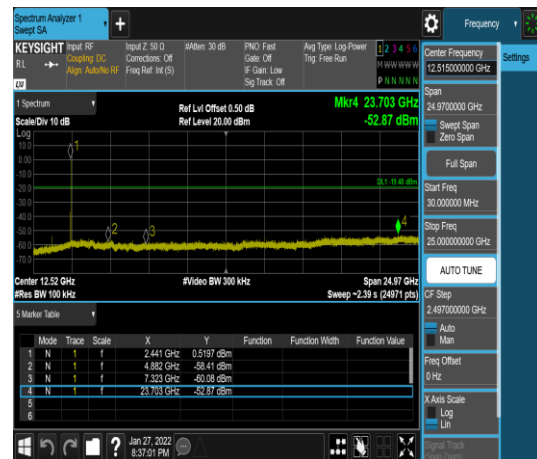 Spectrum Analyzer 1
Swept SA
+
Frequency
KEYSIGHT
RL
LXI
Input: RF
Coupling: DC
Align: Auto/No RF
Input Z: 50 Ω
Corrections: Off
Freq Ref: Int (S)
#Atten: 30 dB
PNO: Fast
Gate: Off
IF Gain: Low
Sig Track: Off
Avg Type: Log-Power
Trig: Free Run
1 2 3 4 5 6
M W W W W W
P N N N N N
1 Spectrum
Scale/Div 10 dB
Ref Lvl Offset 0.50 dB
Ref Level 20.00 dBm
Mkr4 23.703 GHz
-52.87 dBm
Log
10.0
0.00
-10.0
-20.0
-30.0
-40.0
-50.0
-60.0
-70.0
1
2
3
4
Center 12.52 GHz
#Res BW 100 kHz
#Video BW 300 kHz
Span 24.97 GHz
Sweep ~2.39 s (24971 pts)
5 Marker Table
Mode Trace Scale X Y Function Function Width Function Value
1 N 1 f 2.441 GHz 0.5197 dBm
2 N 1 f 4.882 GHz -58.41 dBm
3 N 1 f 7.323 GHz -60.08 dBm
4 N 1 f 23.703 GHz -52.87 dBm
5
6
?
Jan 27, 2022
8:37:01 PM
Center Frequency
12.515000000 GHz
Settings
Span
24.9700000 GHz
Swept Span
Zero Span
Full Span
Start Freq
30.000000 MHz
Stop Freq
25.000000000 GHz
AUTO TUNE
CF Step
2.497000000 GHz
Auto
Man
Freq Offset
0 Hz
X Axis Scale
Log
Lin
Signal Track
(Span Zoom)